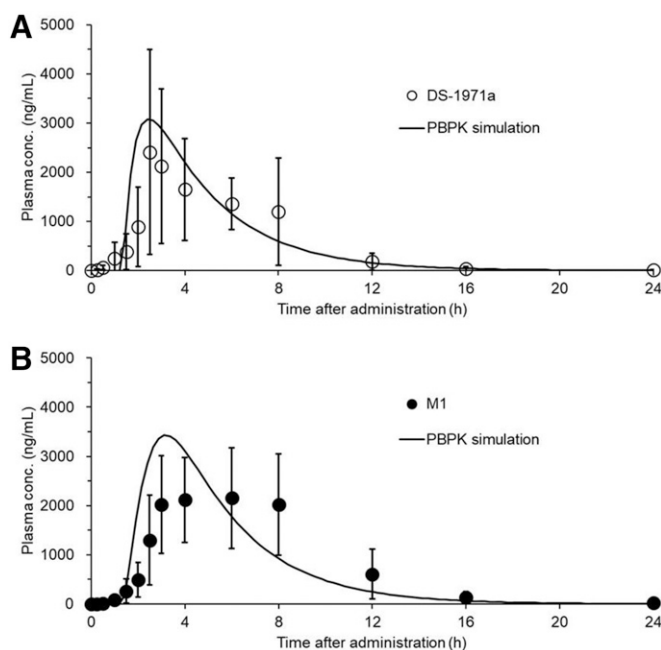 A
5000
4000
3000
2000
1000
0
Plasma conc. (ng/mL)
DS-1971a
PBPK simulation
0 4 8 12 16 20 24
Time after administration (h)
B
5000
4000
3000
2000
1000
0
Plasma conc. (ng/mL)
M1
PBPK simulation
0 4 8 12 16 20 24
Time after administration (h)